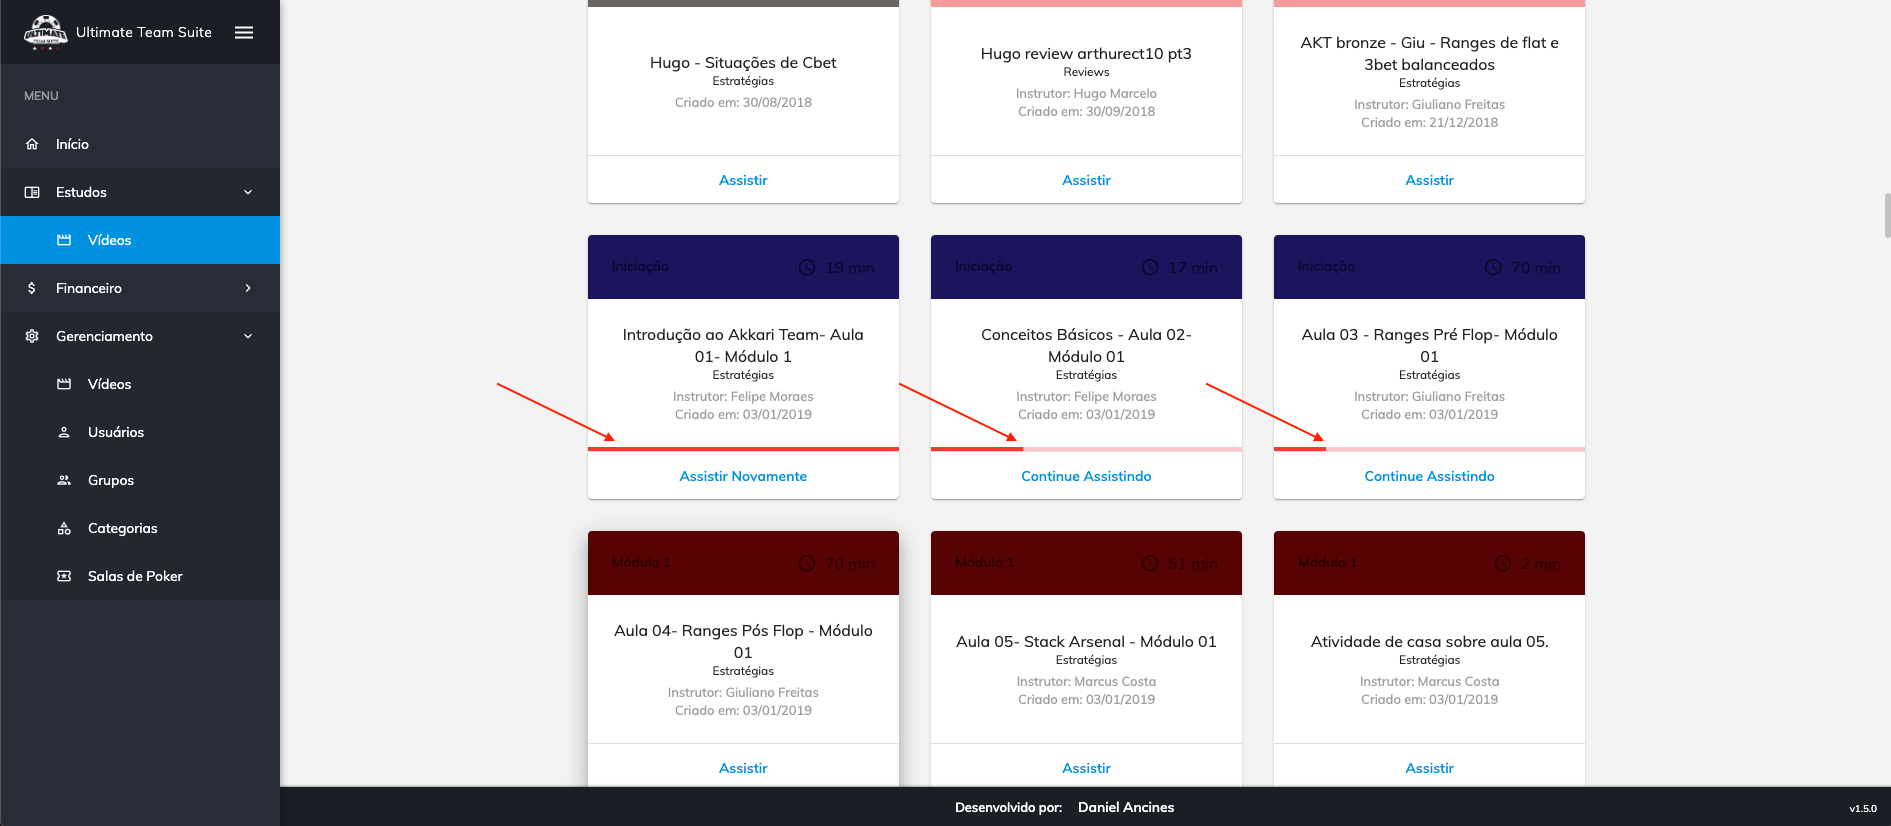 ULTIMATE
Ultimate Team Suite
MENU
Início
Estudos
Vídeos
Financeiro
Gerenciamento
Vídeos
Usuários
Grupos
Categorias
Salas de Poker
Hugo - Situações de Cbet
Estratégias
Criado em: 30/08/2018
Assistir
Hugo review arthurect10 pt3
Reviews
Instrutor: Hugo Marcelo
Criado em: 30/09/2018
Assistir
AKT bronze - Giu - Ranges de flat e
3bet balanceados
Estratégias
Instrutor: Giuliano Freitas
Criado em: 21/12/2018
Assistir
Iniciação 19 min
Introdução ao Akkari Team- Aula
01- Módulo 1
Estratégias
Instrutor: Felipe Moraes
Criado em: 03/01/2019
Assistir Novamente
Iniciação 17 min
Conceitos Básicos - Aula 02-
Módulo 01
Estratégias
Instrutor: Felipe Moraes
Criado em: 03/01/2019
Continue Assistindo
Iniciação 70 min
Aula 03 - Ranges Pré Flop- Módulo
01
Estratégias
Instrutor: Giuliano Freitas
Criado em: 03/01/2019
Continue Assistindo
Módulo 1 70 min
Aula 04- Ranges Pós Flop - Módulo
01
Estratégias
Instrutor: Giuliano Freitas
Criado em: 03/01/2019
Assistir
Módulo 1 51 min
Aula 05- Stack Arsenal - Módulo 01
Estratégias
Instrutor: Marcus Costa
Criado em: 03/01/2019
Assistir
Módulo 1 2 min
Atividade de casa sobre aula 05.
Estratégias
Instrutor: Marcus Costa
Criado em: 03/01/2019
Assistir
Desenvolvido por: Daniel Ancines
v1.5.0